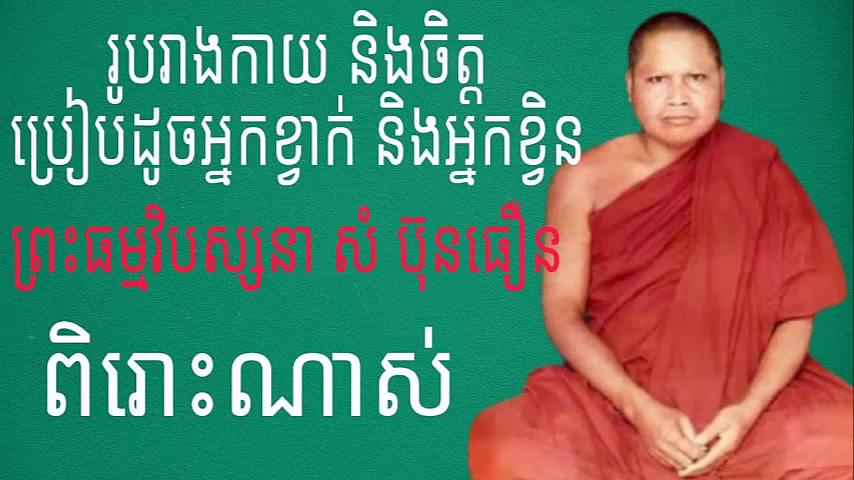 រូបរាងកាយ និងចិត្ត
ប្រៀបដូចអ្នកខ្វាក់ និងអ្នកខ្វិន
ព្រះធម្មវិបស្សនា សំ ប៊ុនធឿន
ពិរោះណាស់